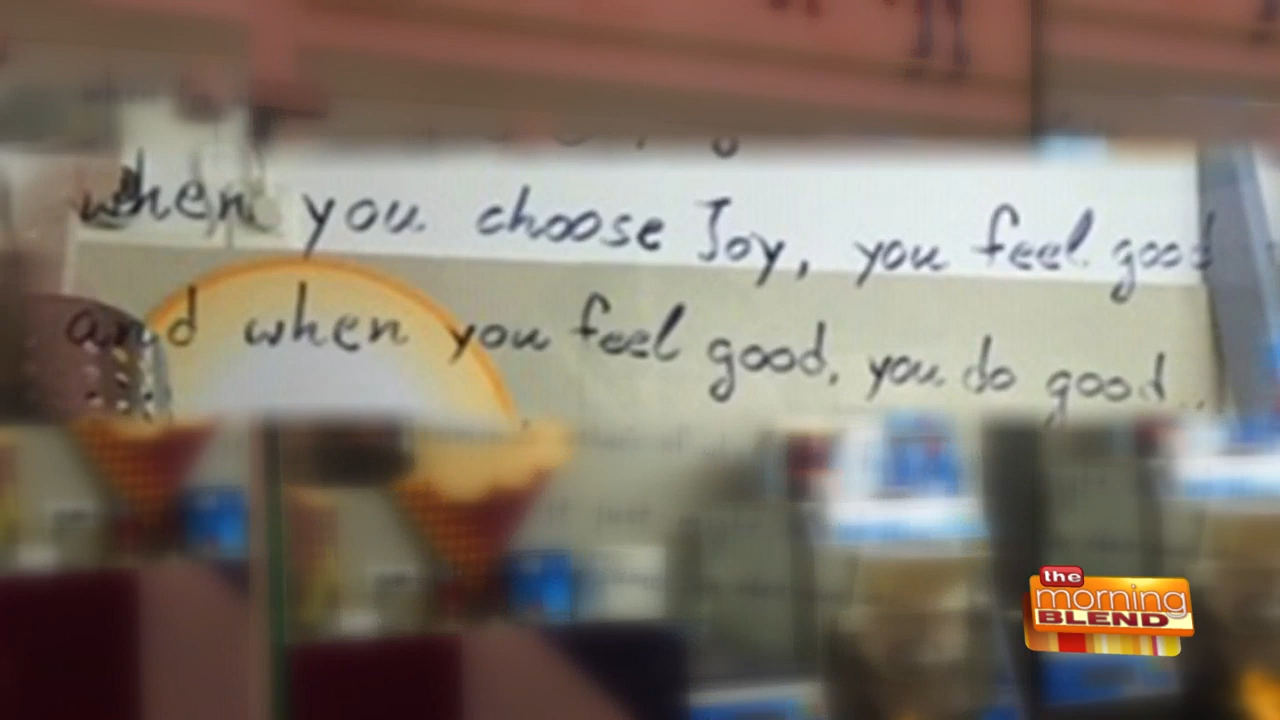 when you choose Joy, you feel good
and when you feel good, you do good..
the
morning
BLEND